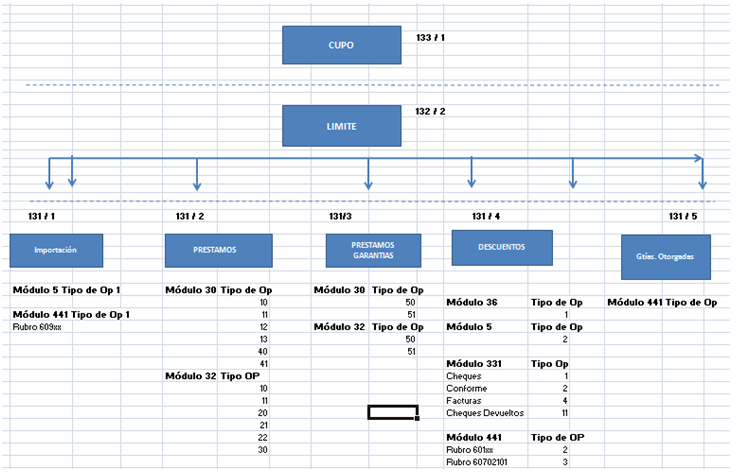 CUPO 133 / 1
LIMITE 132 / 2
131 / 1 131 / 2 131/3 131 / 4 131 / 5
Importación
PRESTAMOS
PRESTAMOS
GARANTIAS
DESCUENTOS
Gtías. Otorgadas
Módulo 5 Tipo de Op 1
Módulo 441 Tipo de Op 1
Rubro 609xx
Módulo 30 Tipo de Op
10
11
12
13
40
41
Módulo 32 Tipo OP
10
11
20
21
22
30
Módulo 30 Tipo de Op
50
51
Módulo 32 Tipo de Op
50
51
Módulo 36 Tipo de Op
1
Módulo 5 Tipo de Op
2
Módulo 331 Tipo Op
Cheques 1
Conforme 2
Facturas 4
Cheques Devueltos 11
Módulo 441 Tipo de OP
Rubro 601xx 2
Rubro 60702101 3
Módulo 441 Tipo de Op